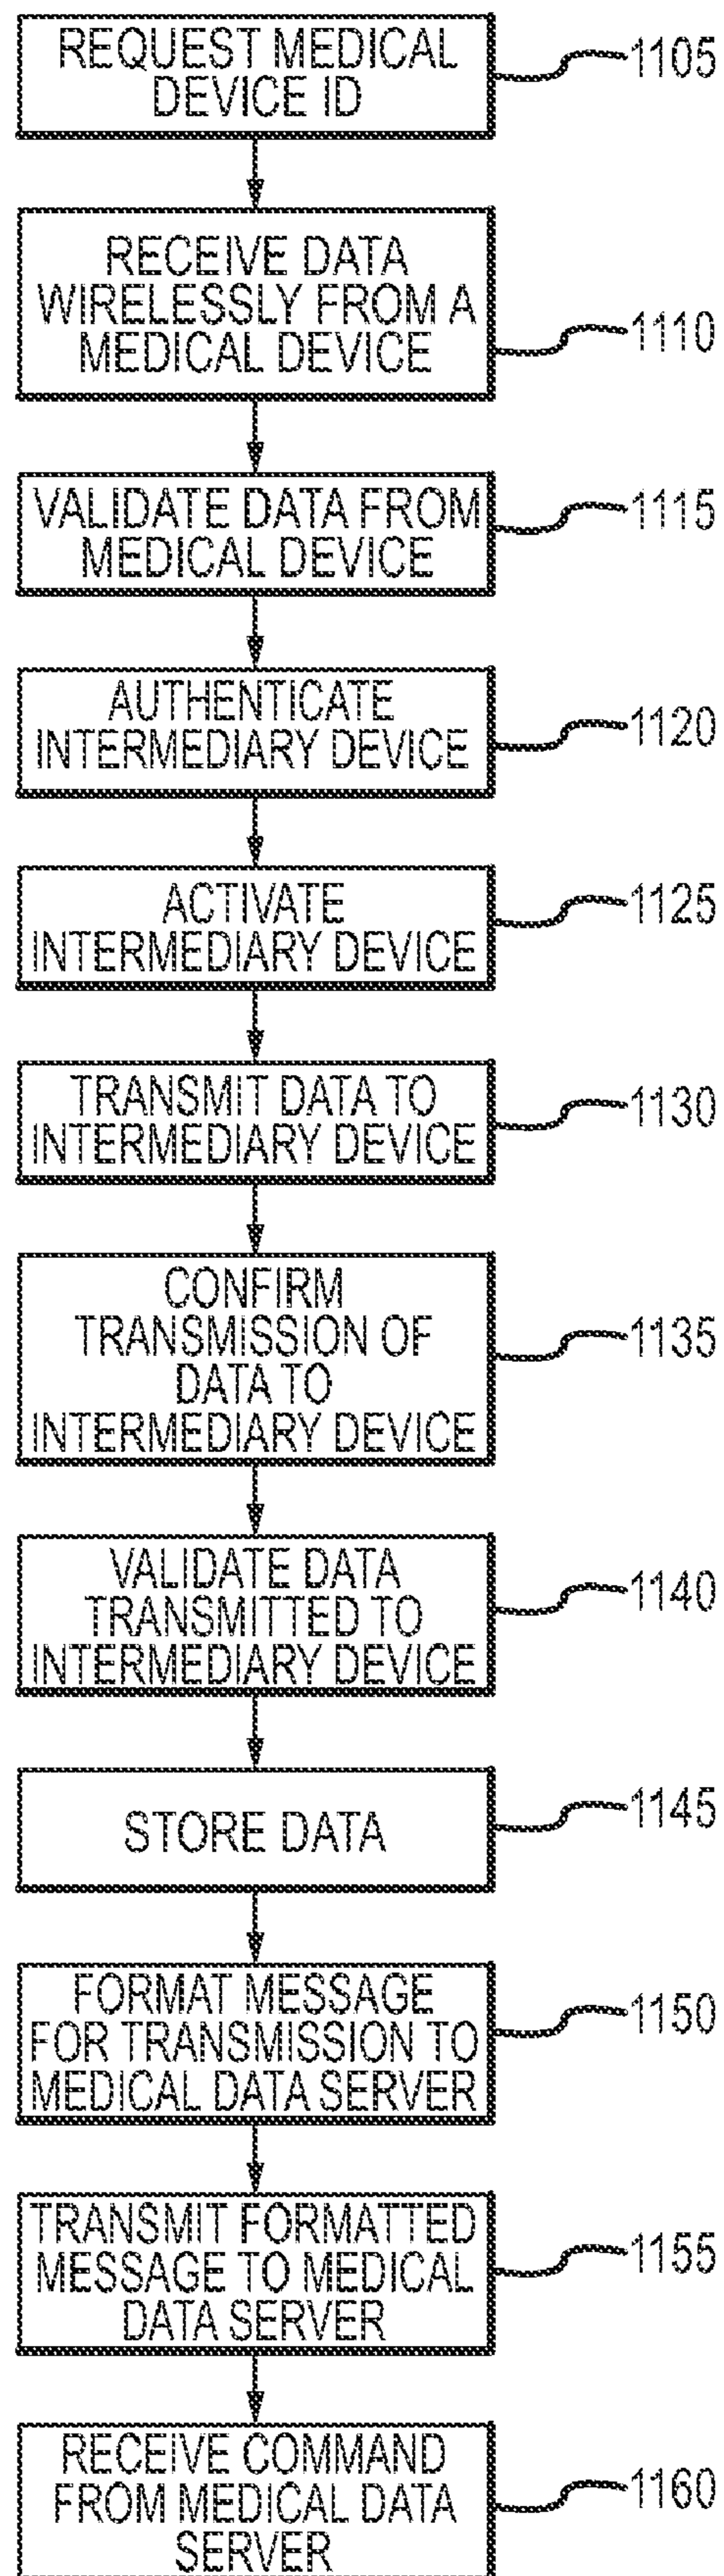 REQUEST MEDICAL
DEVICE ID
1105
RECEIVE DATA
WIRELESSLY FROM A
MEDICAL DEVICE
1110
VALIDATE DATA FROM
MEDICAL DEVICE
1115
AUTHENTICATE
INTERMEDIARY DEVICE
1120
ACTIVATE
INTERMEDIARY DEVICE
1125
TRANSMIT DATA TO
INTERMEDIARY DEVICE
1130
CONFIRM
TRANSMISSION OF
DATA TO
INTERMEDIARY DEVICE
1135
VALIDATE DATA
TRANSMITTED TO
INTERMEDIARY DEVICE
1140
STORE DATA
1145
FORMAT MESSAGE
FOR TRANSMISSION TO
MEDICAL DATA SERVER
1150
TRANSMIT FORMATTED
MESSAGE TO MEDICAL
DATA SERVER
1155
RECEIVE COMMAND
FROM MEDICAL DATA
SERVER
1160